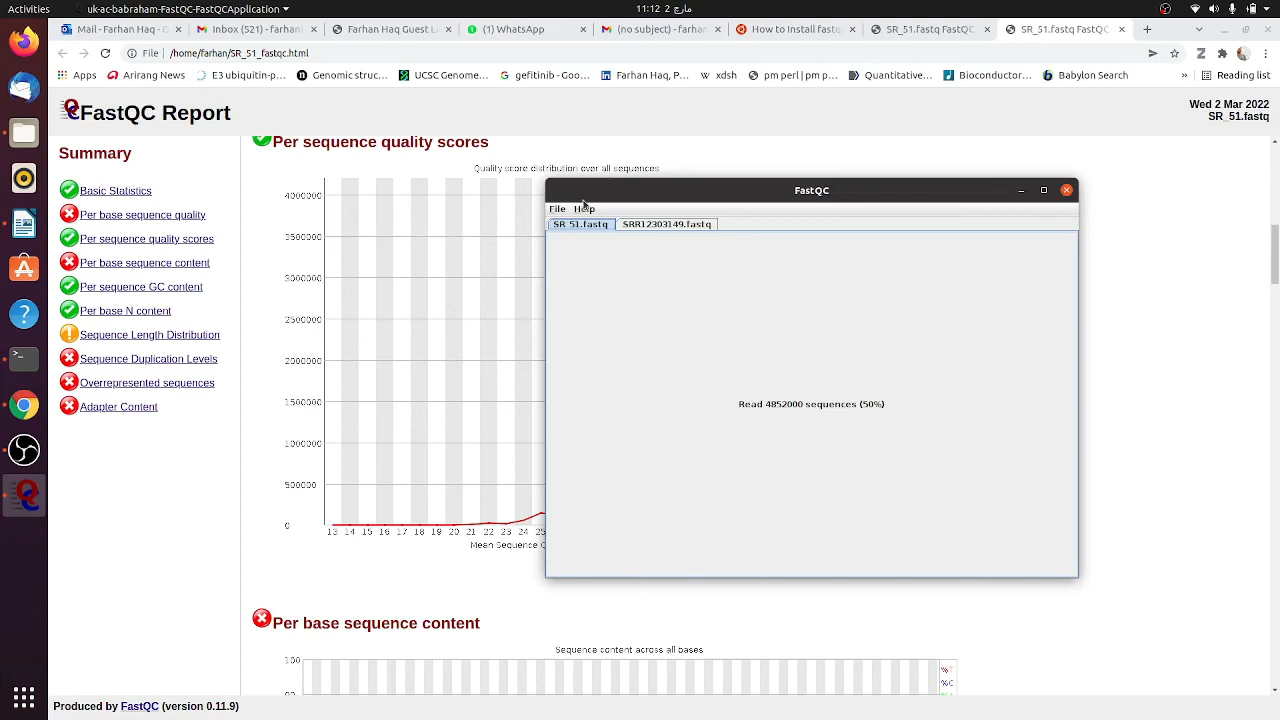 Activities
uk-ac-babraham-FastQC-FastQCApplication
11:12 2 مارچ
Mail - Farhan Haq - O
Inbox (521) - farhani
Farhan Haq Guest Le
(1) WhatsApp
(no subject) - farhan
How to Install fastq
SR_51.fastq FastQC
SR_51.fastq FastQC
File
/home/farhan/SR_51_fastqc.html
Apps
Arirang News
E3 ubiquitin-p...
Genomic struc...
UCSC Genome...
gefitinib - Goo...
Farhan Haq, P...
xdsh
pm perl | pm p...
Quantitative...
Bioconductor...
Babylon Search
»
Reading list
FastQC Report
Wed 2 Mar 2022
SR_51.fastq
Summary
Basic Statistics
Per base sequence quality
Per sequence quality scores
Per base sequence content
Per sequence GC content
Per base N content
Sequence Length Distribution
Sequence Duplication Levels
Overrepresented sequences
Adapter Content
Per sequence quality scores
Quality score distribution over all sequences
4000000
3500000
3000000
2500000
2000000
1500000
1000000
500000
0
13 14 15 16 17 18 19 20 21 22 23 24 25
Mean Sequence Q
FastQC
File Help
SR_51.fastq
SRR12303149.fastq
Read 4852000 sequences (50%)
Per base sequence content
Sequence content across all bases
100
%T
%C
Produced by FastQC (version 0.11.9)